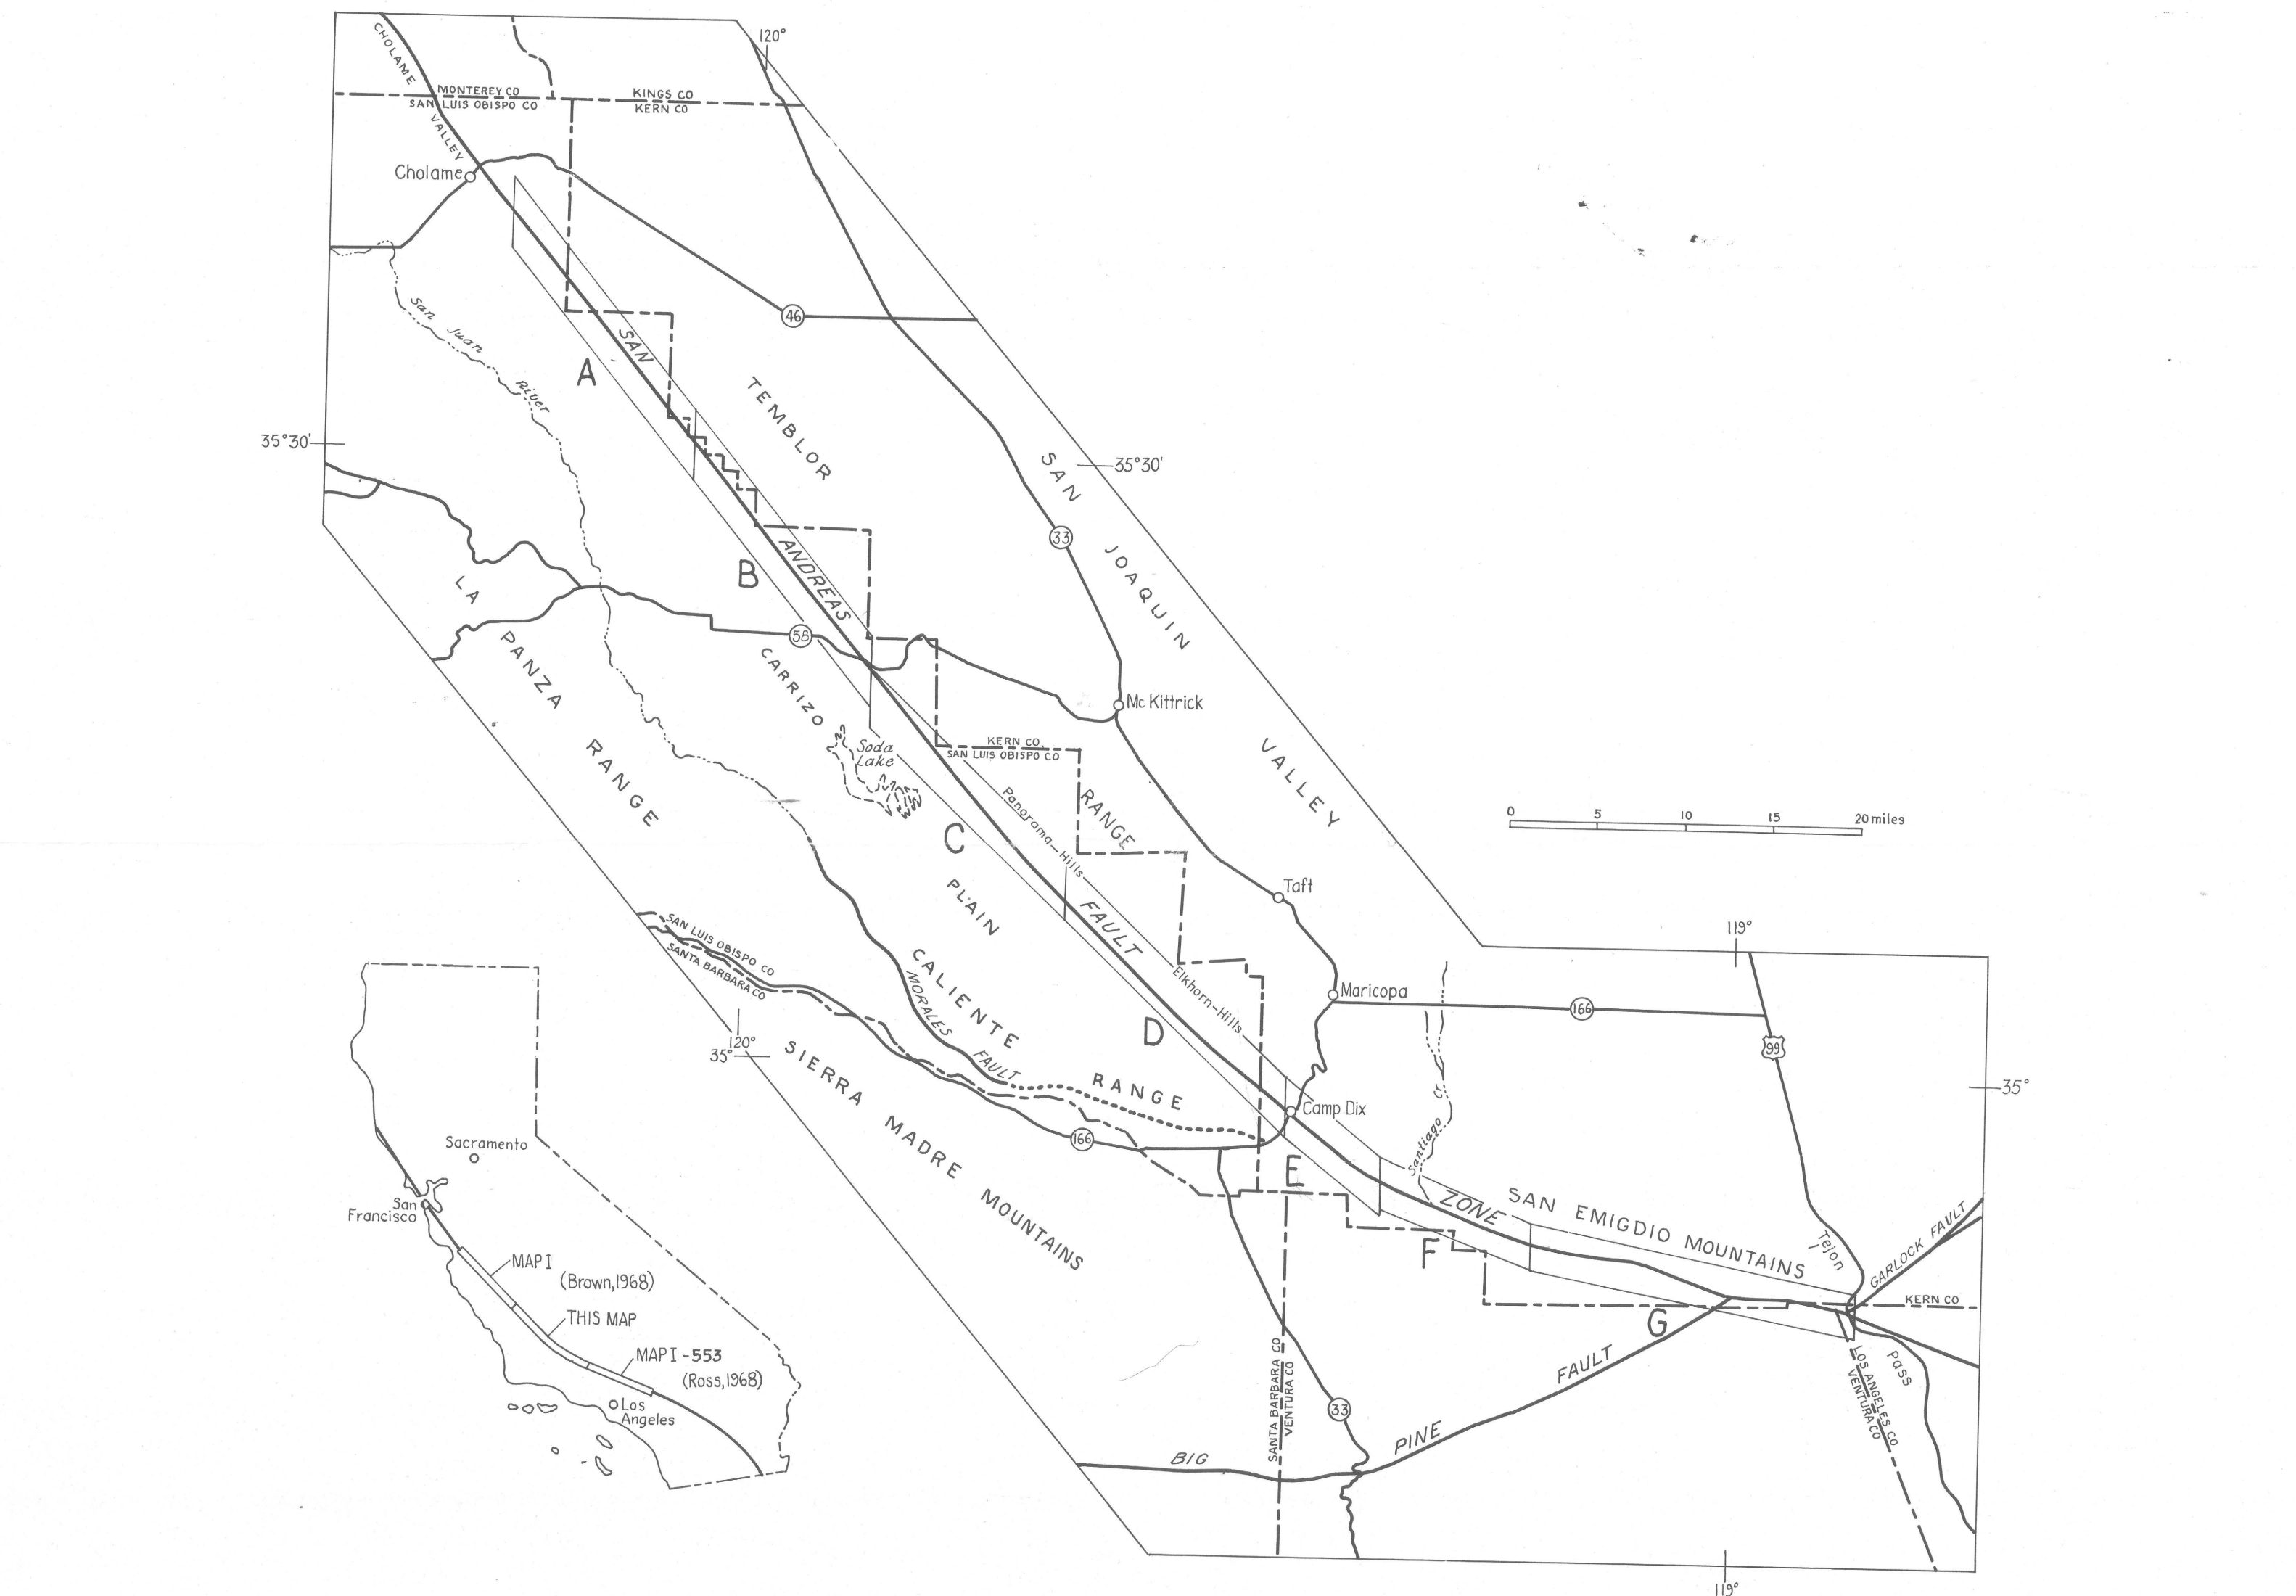 120°
CHOLAME
MONTEREY CO
SAN LUIS OBISPO CO
KINGS CO
KERN CO
VALLEY
Cholame
San Juan River
46
A
SAN
TEMBLOR
35°30'
35°30'
SAN
JOAQUIN
VALLEY
33
B
ANDREAS
LA
PANZA
RANGE
58
CARRIZO
Mc Kittrick
Soda
Lake
KERN CO.
SAN LUIS OBISPO CO
Panorama Hills
RANGE
C
PLAIN
0 5 10 15 20 miles
Taft
FAULT
Elkhorn Hills
SAN LUIS OBISPO CO
SANTA BARBARA CO
CALIENTE
RANGE
MORALES
FAULT
D
Maricopa
166
119°
99
120°
35°
35°
SIERRA
MADRE
MOUNTAINS
Camp Dix
166
Santiago Cr.
E
ZONE
SAN EMIGDIO MOUNTAINS
F
Tejon
Pass
GARLOCK FAULT
KERN CO
G
LOS ANGELES CO
VENTURA CO
SANTA BARBARA CO
VENTURA CO
33
BIG
PINE
FAULT
119°
Sacramento
San
Francisco
MAP I
(Brown,1968)
THIS MAP
MAP I-553
(Ross,1968)
Los
Angeles